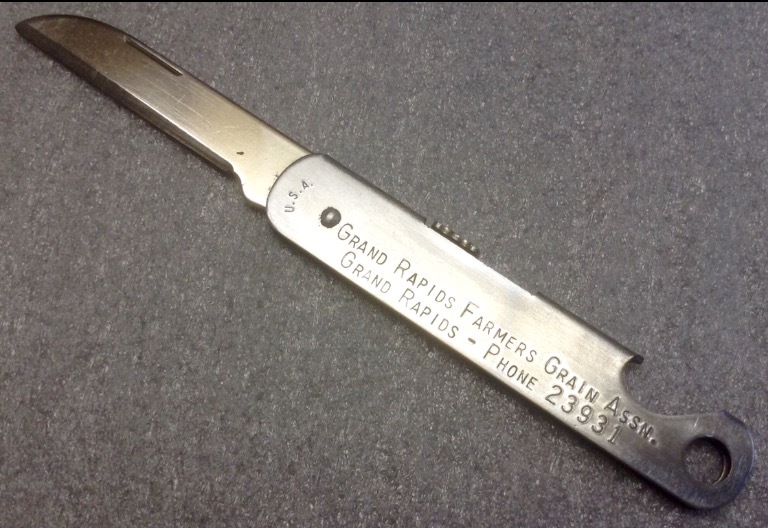 U.S.A.
GRAND RAPIDS FARMERS GRAIN ASSN.
GRAND RAPIDS - PHONE 23931